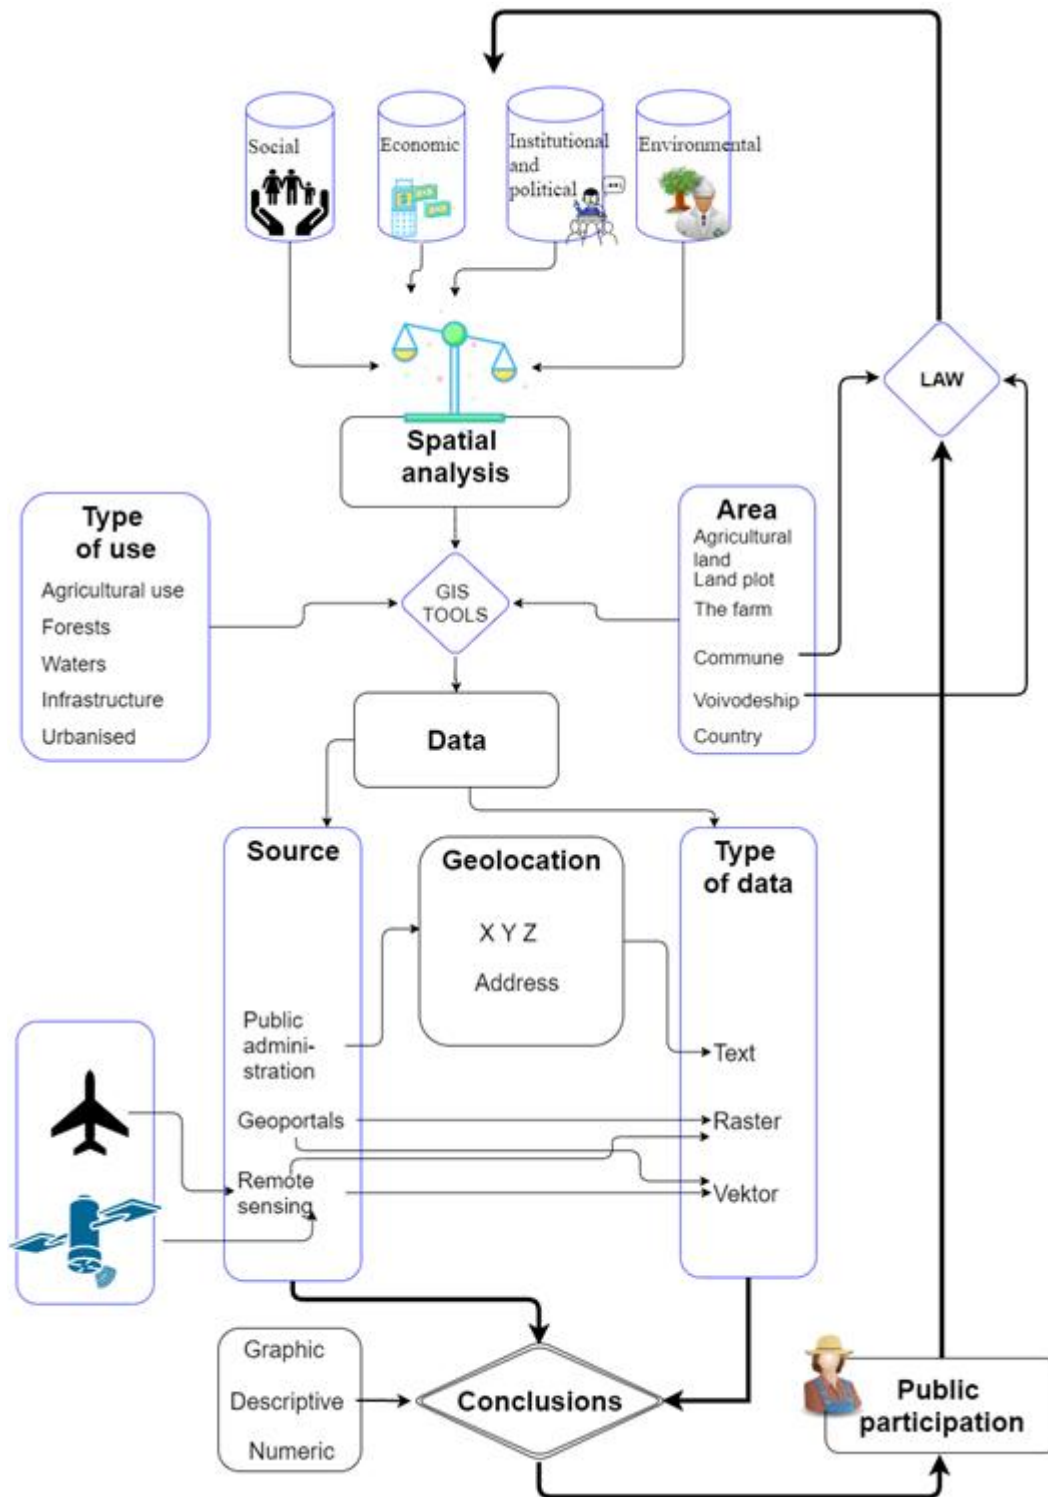 Social
Economic
Institutional
and
political
Environmental
LAW
Spatial
analysis
Type
of use
Agricultural use
Forests
Waters
Infrastructure
Urbanised
GIS
TOOLS
Area
Agricultural
land
Land plot
The farm
Commune
Voivodeship
Country
Data
Source
Public
admini-
stration
Geoportals
Remote
sensing
Geolocation
X Y Z
Address
Type
of data
Text
Raster
Vektor
Graphic
Descriptive
Numeric
Conclusions
Public
participation